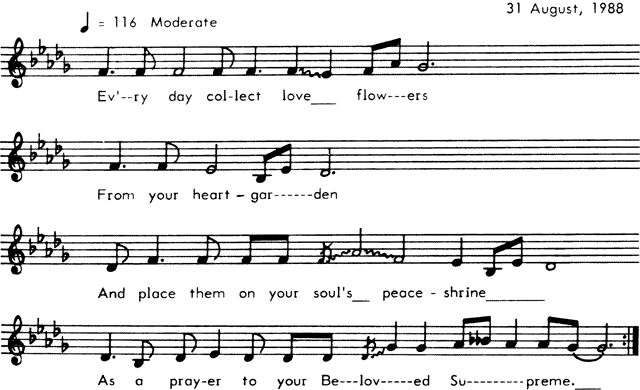 31 August, 1988
♩ = 116 Moderate
Ev'--ry day col-lect love___ flow---ers
From your heart-gar------den
And place them on your soul's__ peace-shrine_______
As a pray-er to your Be---lov-----ed Su---------preme.___